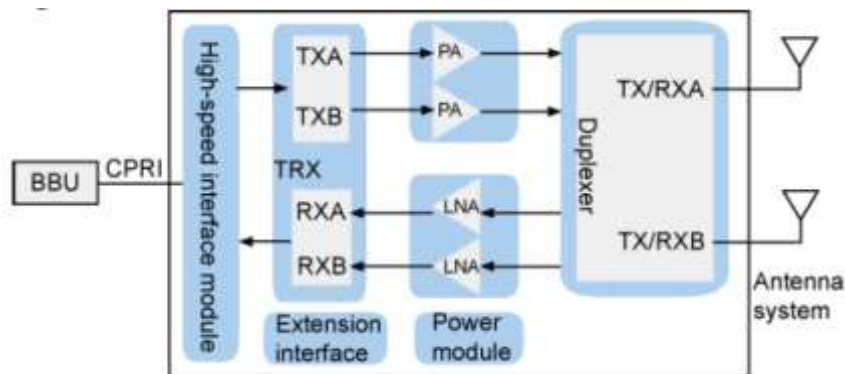 BBU
CPRI
High-speed interface module
TXA
TXB
TRX
RXA
RXB
PA
PA
LNA
LNA
Duplexer
TX/RXA
TX/RXB
Antenna
system
Extension
interface
Power
module